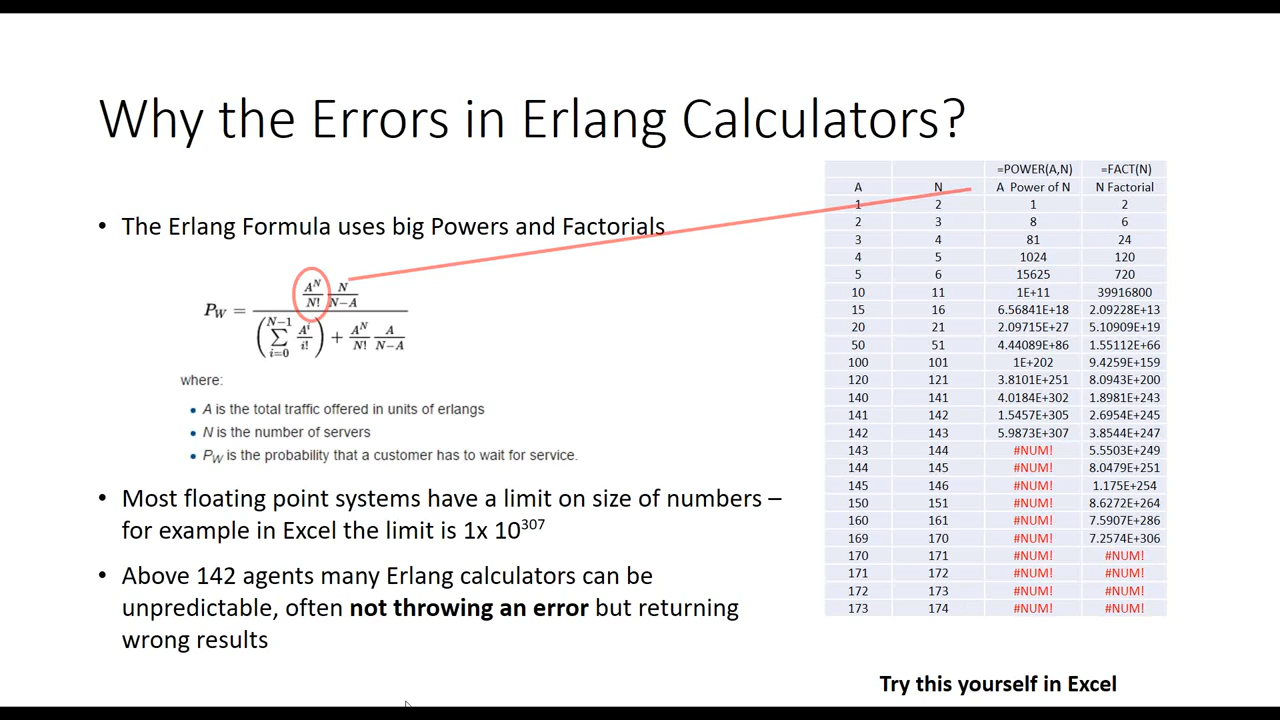 Why the Errors in Erlang Calculators?
• The Erlang Formula uses big Powers and Factorials
A^N N
N! N−A
P_W =
N−1 A^i A^N A
(∑ ) + 
i=0 i! N! N−A
where:
• A is the total traffic offered in units of erlangs
• N is the number of servers
• P_W is the probability that a customer has to wait for service.
• Most floating point systems have a limit on size of numbers –
for example in Excel the limit is 1x 10^307
• Above 142 agents many Erlang calculators can be
unpredictable, often not throwing an error but returning
wrong results
=POWER(A,N) =FACT(N)
A N A Power of N N Factorial
1 2 1 2
2 3 8 6
3 4 81 24
4 5 1024 120
5 6 15625 720
10 11 1E+11 39916800
15 16 6.56841E+18 2.09228E+13
20 21 2.09715E+27 5.10909E+19
50 51 4.44089E+86 1.55112E+66
100 101 1E+202 9.4259E+159
120 121 3.8101E+251 8.0943E+200
140 141 4.0184E+302 1.8981E+243
141 142 1.5457E+305 2.6954E+245
142 143 5.9873E+307 3.8544E+247
143 144 #NUM! 5.5503E+249
144 145 #NUM! 8.0479E+251
145 146 #NUM! 1.175E+254
150 151 #NUM! 8.6272E+264
160 161 #NUM! 7.5907E+286
169 170 #NUM! 7.2574E+306
170 171 #NUM! #NUM!
171 172 #NUM! #NUM!
172 173 #NUM! #NUM!
173 174 #NUM! #NUM!
Try this yourself in Excel